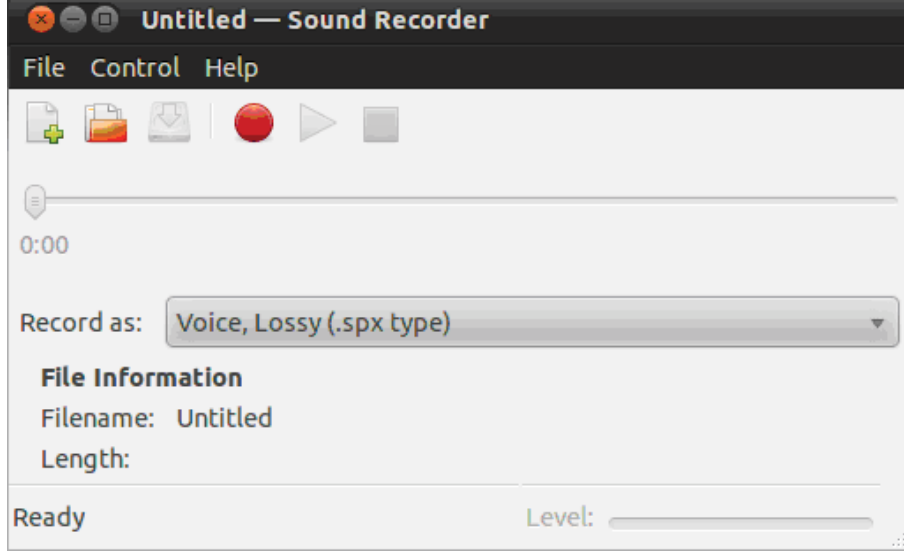 Untitled — Sound Recorder
File Control Help
0:00
Record as: Voice, Lossy (.spx type)
File Information
Filename: Untitled
Length:
Ready Level: